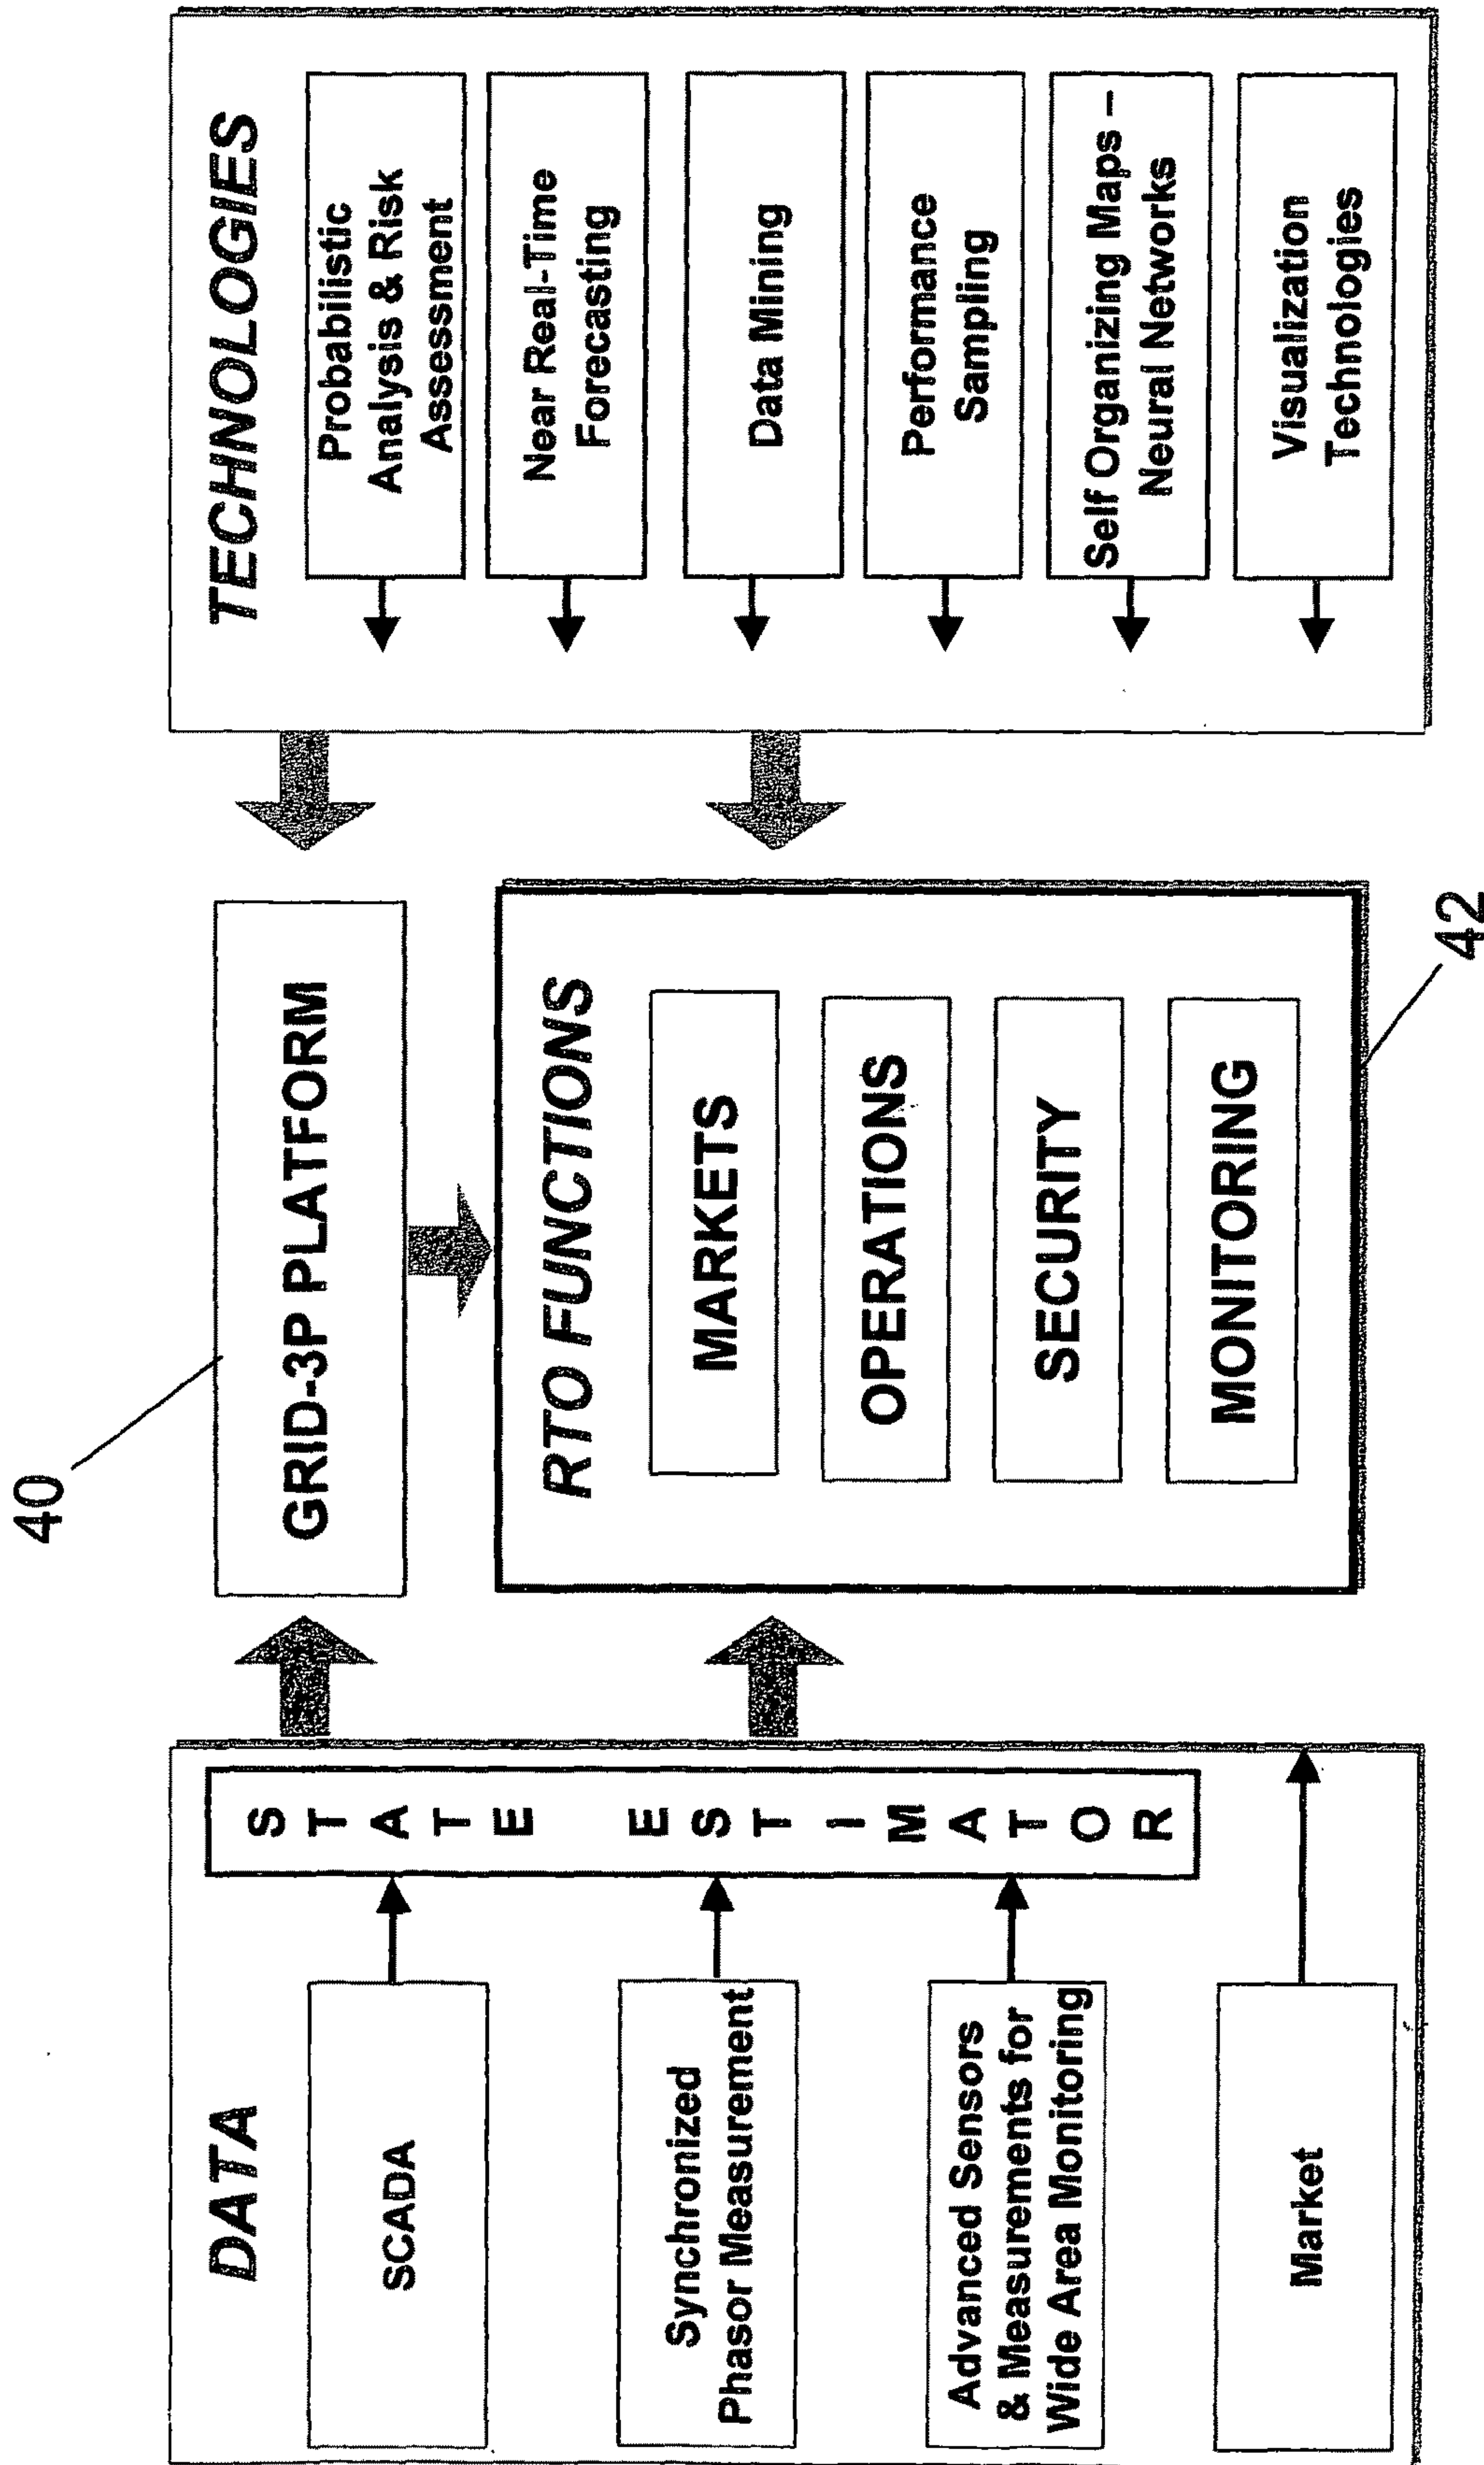 DATA
SCADA
Synchronized
Phasor Measurement
Advanced Sensors
& Measurements for
Wide Area Monitoring
Market
STATE ESTIMATOR
40
GRID-3P PLATFORM
RTO FUNCTIONS
MARKETS
OPERATIONS
SECURITY
MONITORING
42
TECHNOLOGIES
Probabilistic
Analysis & Risk
Assessment
Near Real-Time
Forecasting
Data Mining
Performance
Sampling
Self Organizing Maps –
Neural Networks
Visualization
Technologies